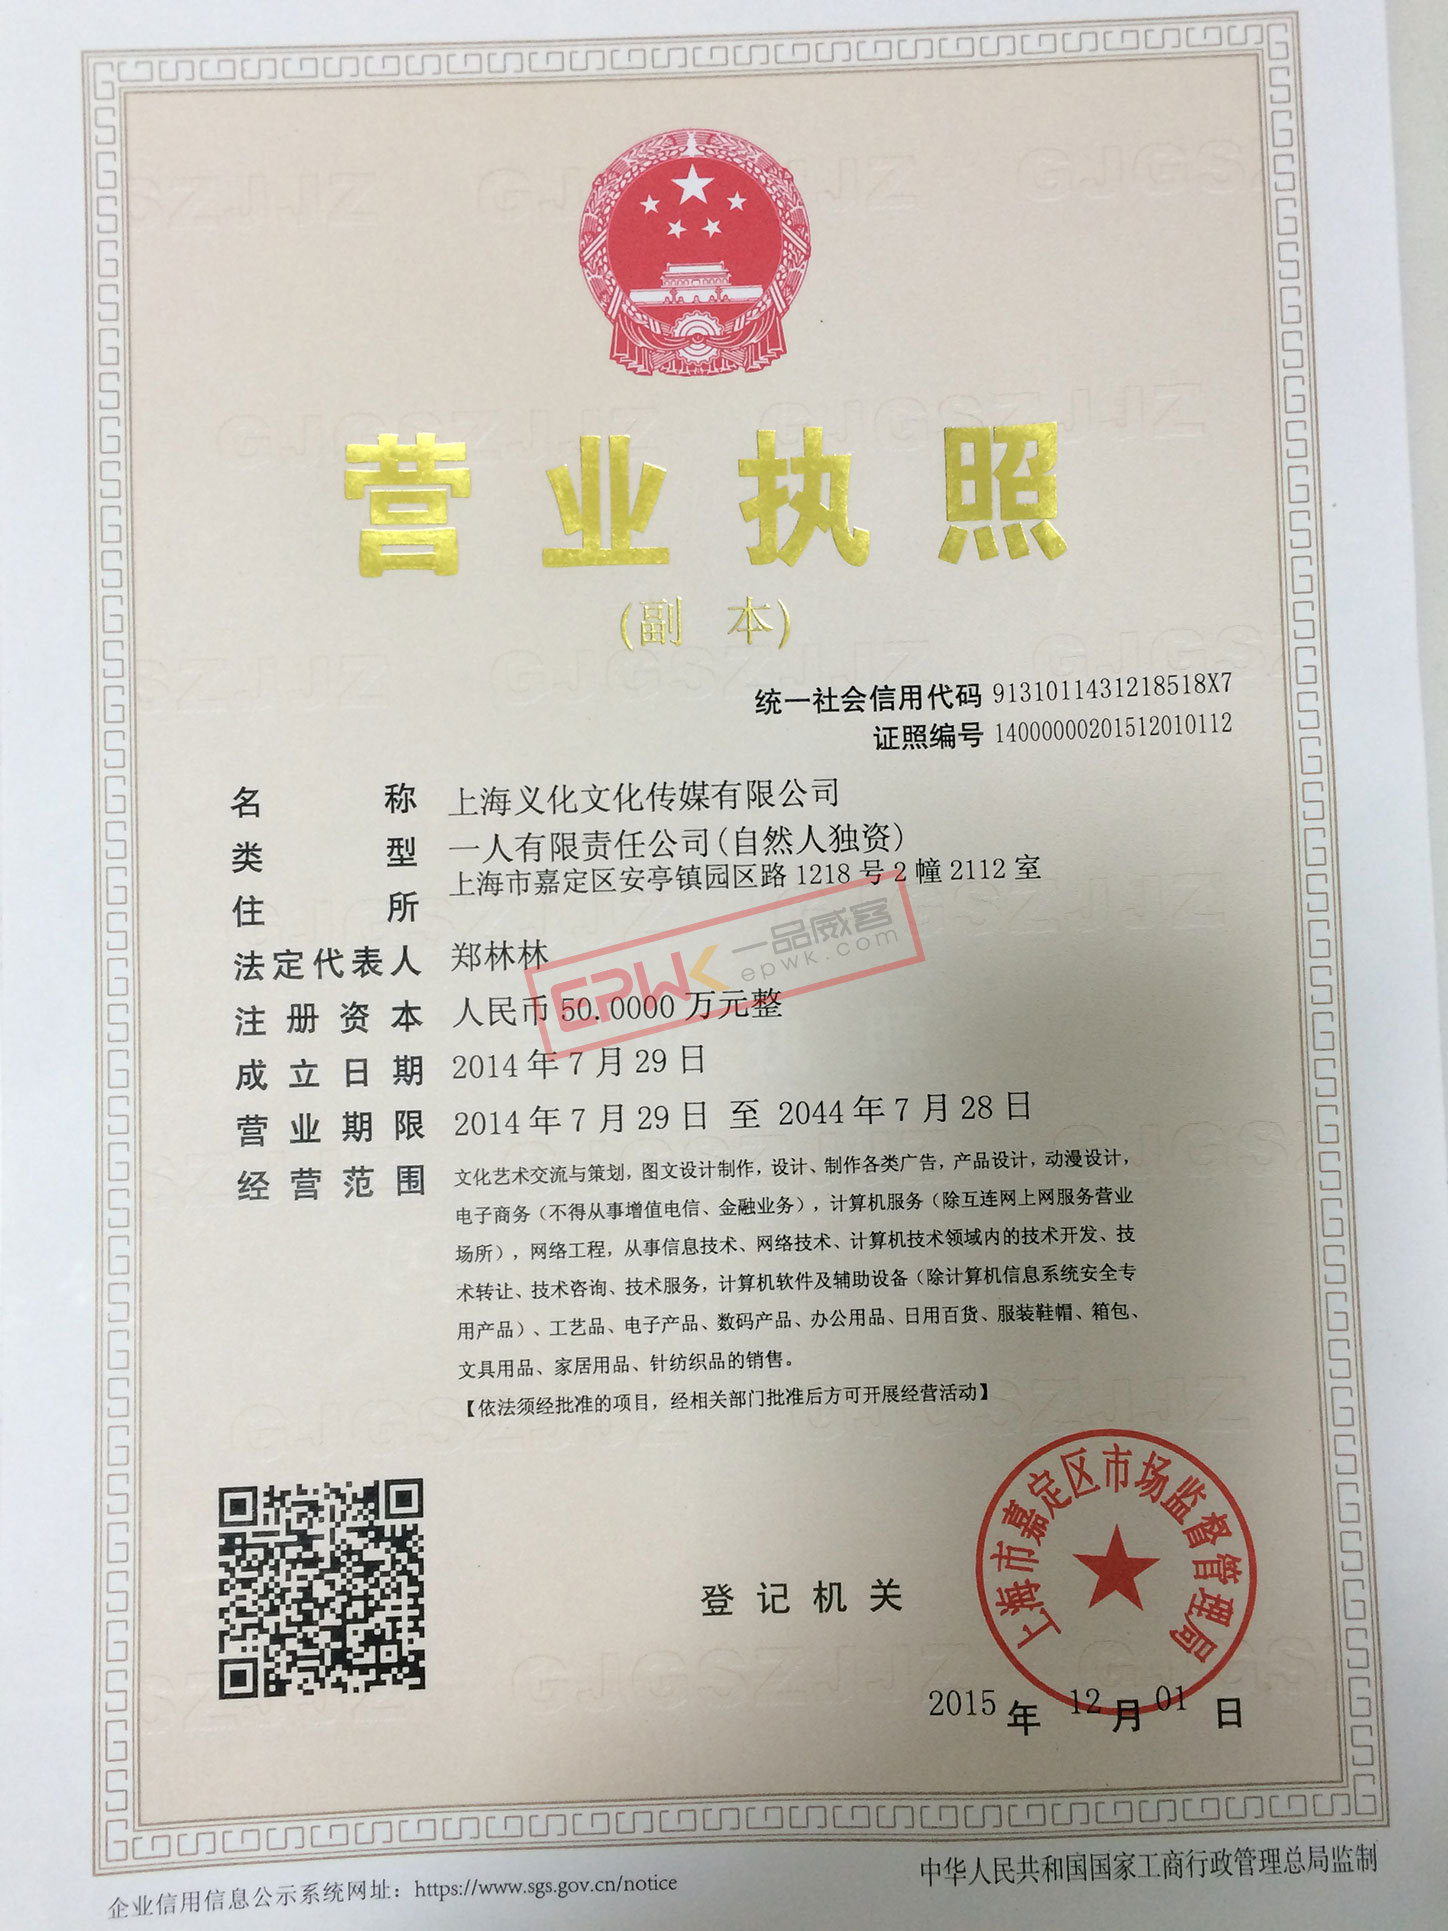 营业执照
(副 本)
统一社会信用代码 9131011431218518X7
证照编号 14000000201512010112
名 称 上海义化文化传媒有限公司
类 型 一人有限责任公司(自然人独资)
住 所 上海市嘉定区安亭镇园区路 1218 号 2 幢 2112 室
法定代表人 郑林林
注册资本 人民币 50.0000 万元整
成立日期 2014 年 7 月 29 日
营业期限 2014 年 7 月 29 日 至 2044 年 7 月 28 日
经营范围 文化艺术交流与策划，图文设计制作，设计、制作各类广告，产品设计，动漫设计，
电子商务（不得从事增值电信、金融业务），计算机服务（除互连网上网服务营业
场所），网络工程，从事信息技术、网络技术、计算机技术领域内的技术开发、技
术转让、技术咨询、技术服务，计算机软件及辅助设备（除计算机信息系统安全专
用产品）、工艺品、电子产品、数码产品、办公用品、日用百货、服装鞋帽、箱包、
文具用品、家居用品、针纺织品的销售。
【依法须经批准的项目，经相关部门批准后方可开展经营活动】
EPWK 一品威客
epwk.com
登记机关
上海市嘉定区市场监督管理局
2015 年 12 月 01 日
企业信用信息公示系统网址：https://www.sgs.gov.cn/notice
中华人民共和国国家工商行政管理总局监制